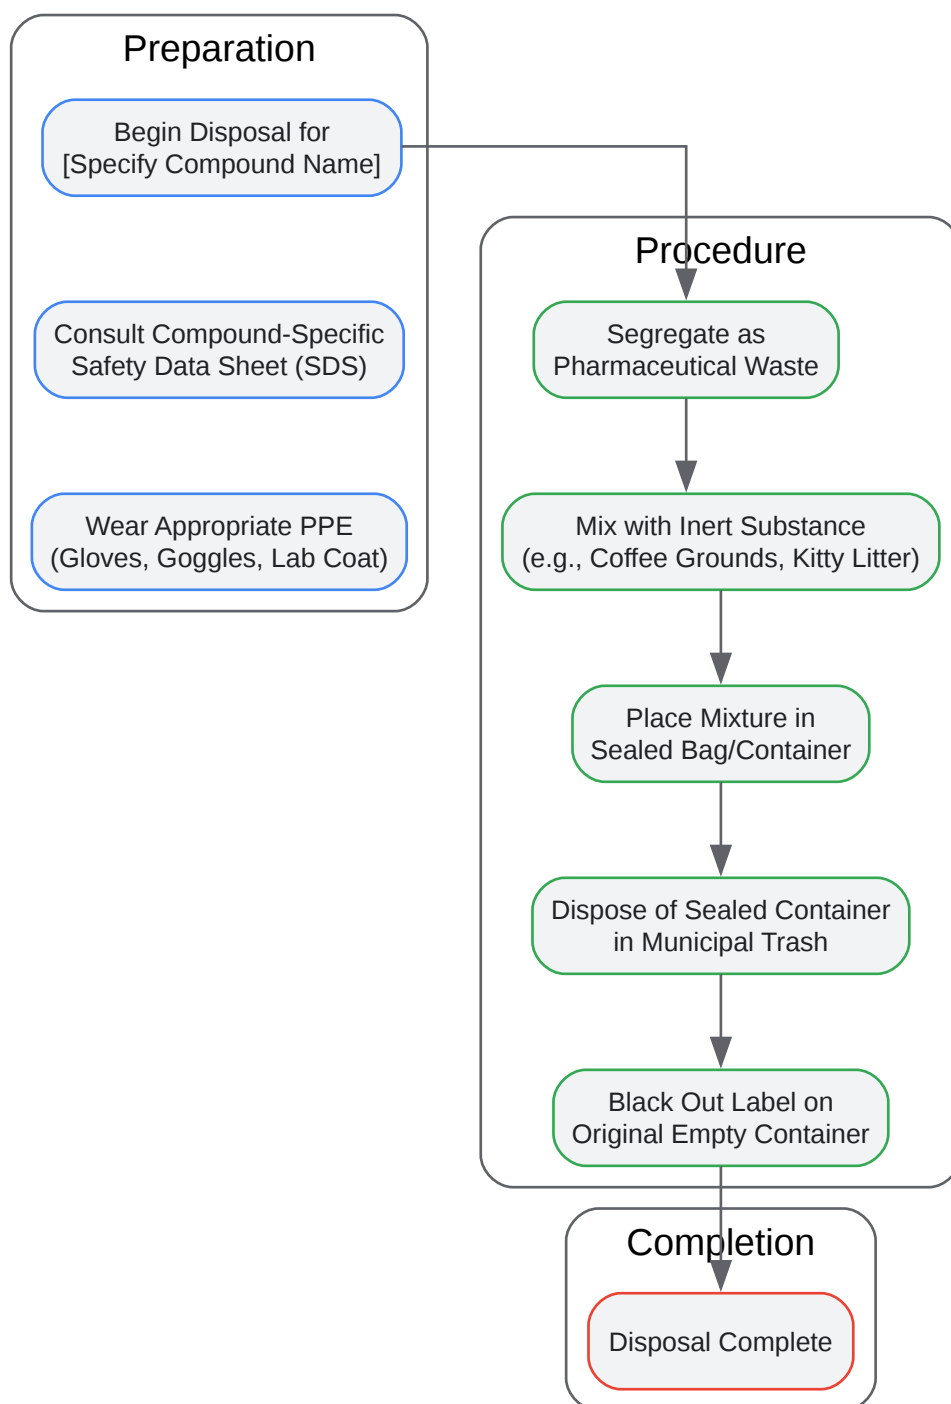 Preparation
Begin Disposal for
[Specify Compound Name]
Consult Compound-Specific
Safety Data Sheet (SDS)
Wear Appropriate PPE
(Gloves, Goggles, Lab Coat)
Procedure
Segregate as
Pharmaceutical Waste
Mix with Inert Substance
(e.g., Coffee Grounds, Kitty Litter)
Place Mixture in
Sealed Bag/Container
Dispose of Sealed Container
in Municipal Trash
Black Out Label on
Original Empty Container
Completion
Disposal Complete